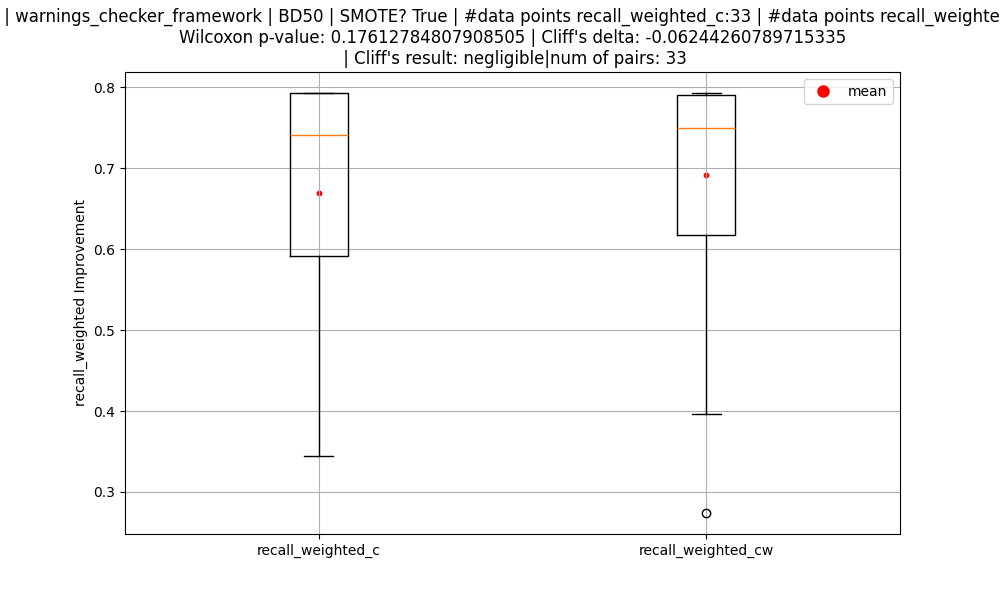 | warnings_checker_framework | BD50 | SMOTE? True | #data points recall_weighted_c:33 | #data points recall_weighte
Wilcoxon p-value: 0.17612784807908505 | Cliff's delta: -0.06244260789715335
| Cliff's result: negligible|num of pairs: 33
mean
0.8
0.7
0.6
0.5
0.4
0.3
recall_weighted Improvement
recall_weighted_c
recall_weighted_cw